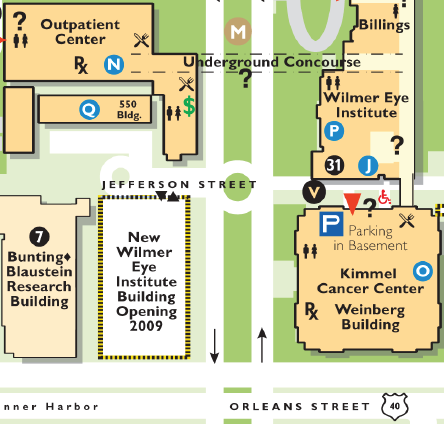 ?
M
Outpatient
Center
Billings
?
Rx
N
Underground Concourse
?
Q
550
Bldg.
$
Wilmer Eye
Institute
P
?
31
J
JEFFERSON STREET
V
?
P
Parking
in Basement
7
Bunting♦
Blaustein
Research
Building
New
Wilmer
Eye
Institute
Building
Opening
2009
Kimmel
Cancer Center
O
Rx
Weinberg
Building
nner Harbor
ORLEANS STREET
40